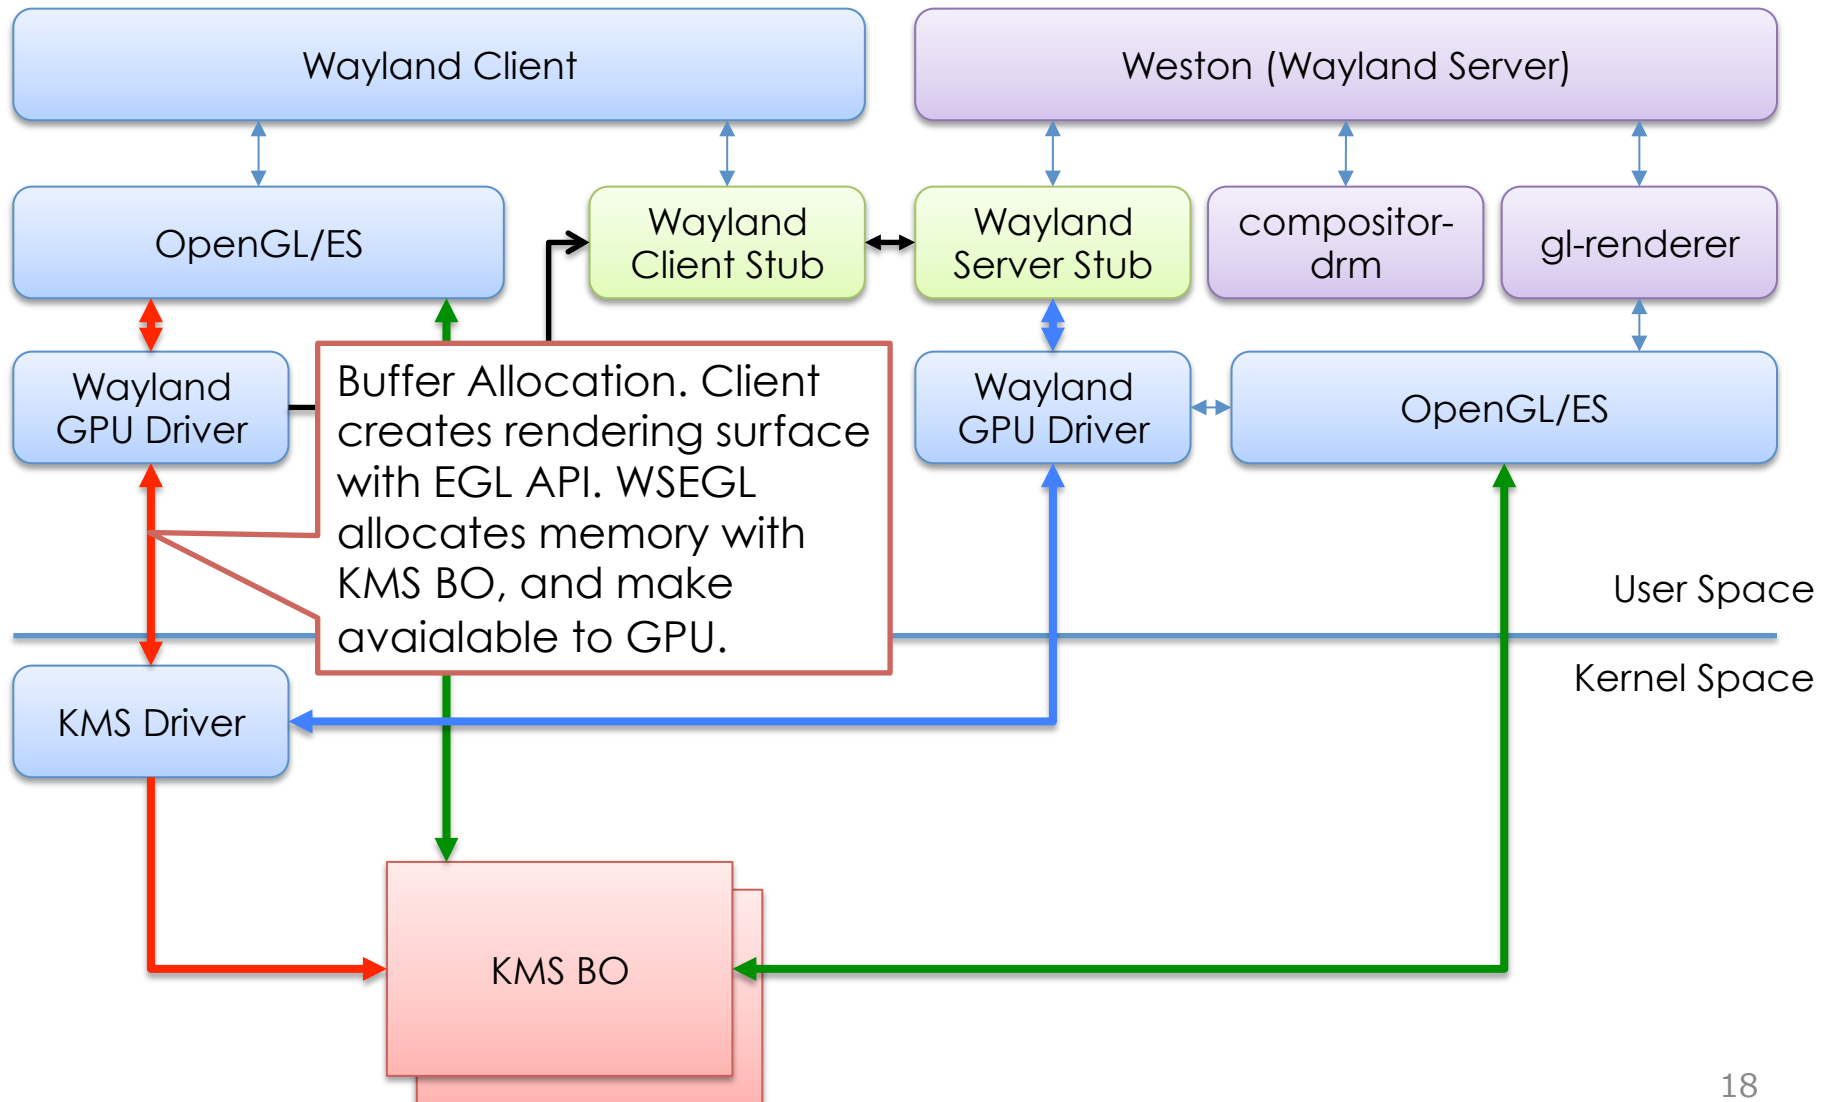 Wayland Client
Weston (Wayland Server)
OpenGL/ES
Wayland
Client Stub
Wayland
Server Stub
compositor-
drm
gl-renderer
Wayland
GPU Driver
Buffer Allocation. Client
creates rendering surface
with EGL API. WSEGL
allocates memory with
KMS BO, and make
avaialable to GPU.
Wayland
GPU Driver
OpenGL/ES
User Space
Kernel Space
KMS Driver
KMS BO
18